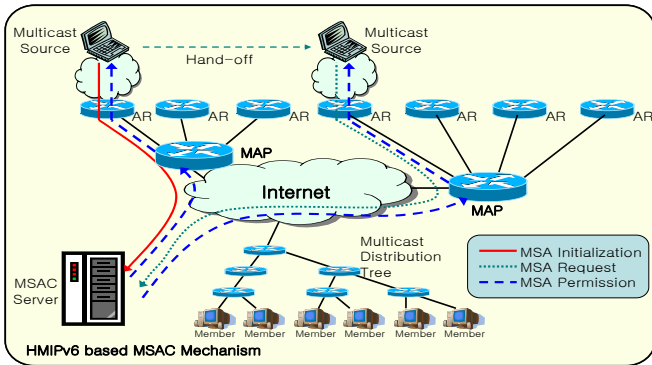 Multicast
Source
Hand-off
Multicast
Source
AR
AR
AR
AR
AR
AR
AR
MAP
Internet
MAP
MSAC
Server
Multicast
Distribution
Tree
MSA Initialization
MSA Request
MSA Permission
Member
Member
Member
Member
Member
Member
HMIPv6 based MSAC Mechanism